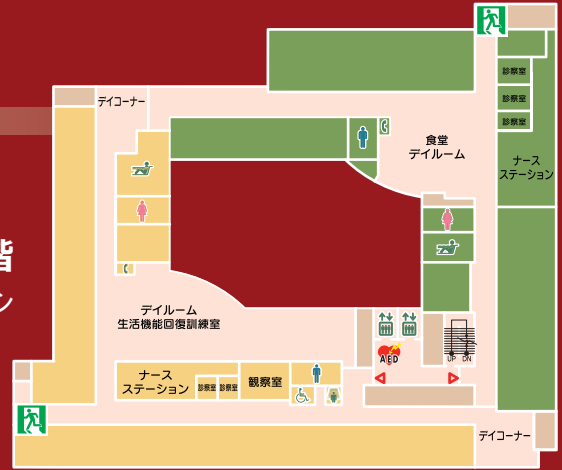 デイコーナー
診察室
診察室
診察室
食堂
デイルーム
ナース
ステーション
階
ン
デイルーム
生活機能回復訓練室
AED
UP DN
ナース
ステーション
診察室
診察室
観察室
デイコーナー